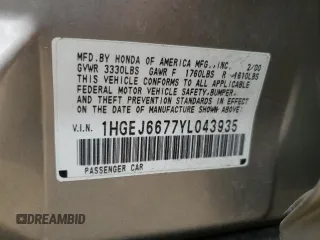 MFD. BY HONDA OF AMERICA MFG., INC. 2/00
GVWR 3330LBS GAWR F 1760LBS R 1610LBS
THIS VEHICLE CONFORMS TO ALL APPLICABLE
FEDERAL MOTOR VEHICLE SAFETY, BUMPER,
AND THEFT PREVENTION STANDARDS IN EFFECT
ON THE DATE OF MANUFACTURE SHOWN ABOVE.
V.I.N. 1HGEJ6677YL043935
PASSENGER CAR
DREAMBID